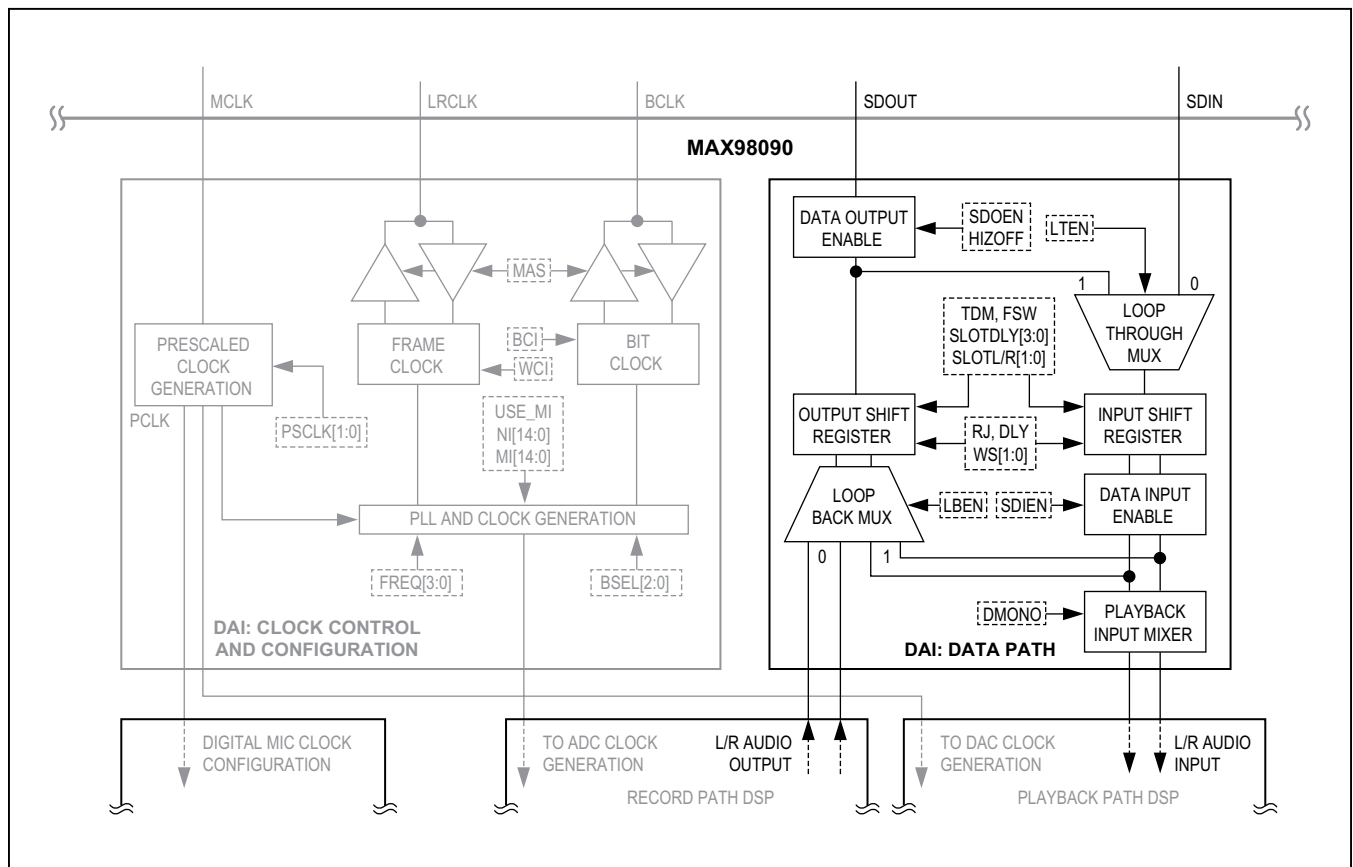 MCLK
LRCLK
BCLK
SDOUT
SDIN
MAX98090
DATA OUTPUT
ENABLE
SDOEN
HIZOFF
LTEN
MAS
1
0
LOOP
THROUGH
MUX
TDM, FSW
SLOTDLY[3:0]
SLOTL/R[1:0]
PRESCALED
CLOCK
GENERATION
FRAME
CLOCK
BCI
WCI
BIT
CLOCK
PCLK
PSCLK[1:0]
USE_MI
NI[14:0]
MI[14:0]
OUTPUT SHIFT
REGISTER
RJ, DLY
WS[1:0]
INPUT SHIFT
REGISTER
LOOP
BACK MUX
LBEN
SDIEN
DATA INPUT
ENABLE
PLL AND CLOCK GENERATION
0
1
FREQ[3:0]
BSEL[2:0]
DMONO
PLAYBACK
INPUT MIXER
DAI: CLOCK CONTROL
AND CONFIGURATION
DAI: DATA PATH
DIGITAL MIC CLOCK
CONFIGURATION
TO ADC CLOCK
GENERATION
L/R AUDIO
OUTPUT
RECORD PATH DSP
TO DAC CLOCK
GENERATION
L/R AUDIO
INPUT
PLAYBACK PATH DSP